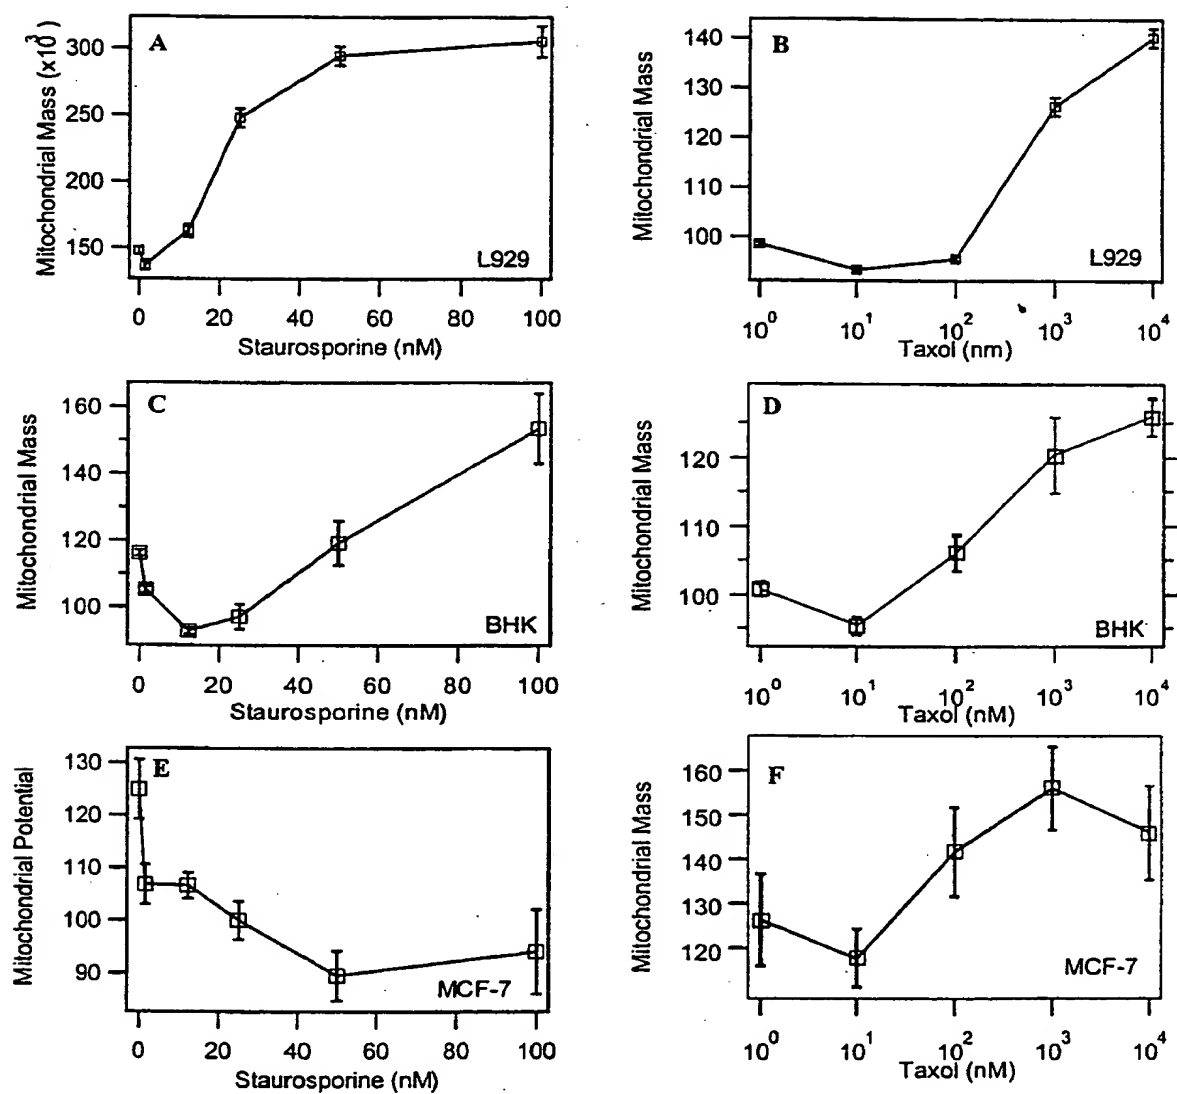 A
Mitochondrial Mass (x10³)
300
250
200
150
L929
0 20 40 60 80 100
Staurosporine (nM)
B
Mitochondrial Mass
140
130
120
110
100
L929
10⁰ 10¹ 10² 10³ 10⁴
Taxol (nm)
C
Mitochondrial Mass
160
140
120
100
BHK
0 20 40 60 80 100
Staurosporine (nM)
D
Mitochondrial Mass
120
110
100
BHK
10⁰ 10¹ 10² 10³ 10⁴
Taxol (nM)
E
Mitochondrial Potential
130
120
110
100
90
MCF-7
0 20 40 60 80 100
Staurosporine (nM)
F
Mitochondrial Mass
160
150
140
130
120
MCF-7
10⁰ 10¹ 10² 10³ 10⁴
Taxol (nM)